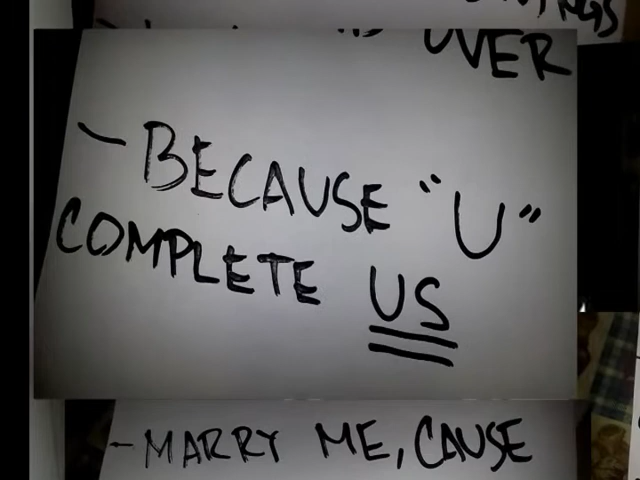 OVER
- BECAUSE "U"
COMPLETE US
- MARRY ME, CAUSE